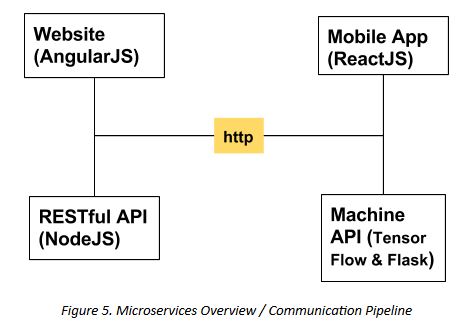 Website
(AngularJS)
Mobile App
(ReactJS)
http
RESTful API
(NodeJS)
Machine
API (Tensor
Flow & Flask)
Figure 5. Microservices Overview / Communication Pipeline